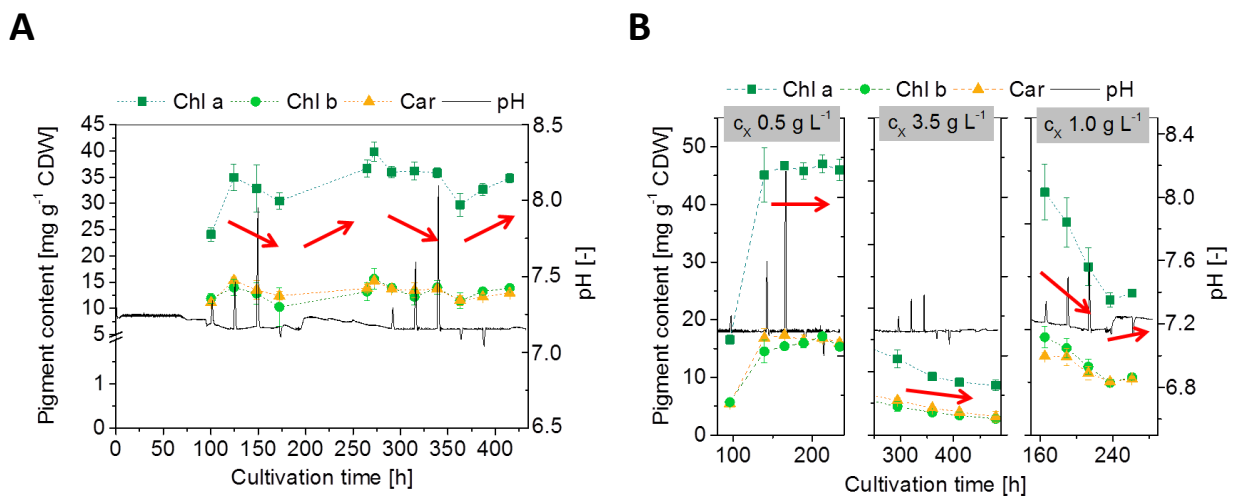 A
Chl a Chl b Car pH
Pigment content [mg g⁻¹ CDW]
45
40
35
30
25
20
15
10
5
1
0
8.5
8.0
7.5
7.0
6.5
pH [-]
0 50 100 150 200 250 300 350 400
Cultivation time [h]
B
Chl a Chl b Car pH
cX 0.5 g L⁻¹ cX 3.5 g L⁻¹ cX 1.0 g L⁻¹
Pigment content [mg g⁻¹ CDW]
50
40
30
20
10
0
8.4
8.0
7.6
7.2
6.8
pH [-]
100 200 300 400 160 240
Cultivation time [h]